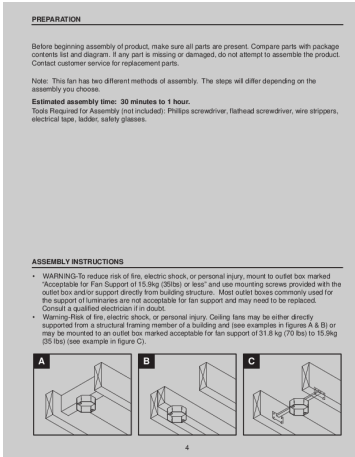 PREPARATION
Before beginning assembly of product, make sure all parts are present. Compare parts with package
contents list and diagram. If any part is missing or damaged, do not attempt to assemble the product.
Contact customer service for replacement parts.
Note: This fan has two different methods of assembly. The steps will differ depending on the
assembly you choose.
Estimated assembly time: 30 minutes to 1 hour.
Tools Required for Assembly (not included): Phillips screwdriver, flathead screwdriver, wire strippers,
electrical tape, ladder, safety glasses.
ASSEMBLY INSTRUCTIONS
• WARNING-To reduce risk of fire, electric shock, or personal injury, mount to outlet box marked
"Acceptable for Fan Support of 15.9kg (35lbs) or less" and use mounting screws provided with the
outlet box and/or support directly from building structure. Most outlet boxes commonly used for
the support of luminaries are not acceptable for fan support and may need to be replaced.
Consult a qualified electrician if in doubt.
• Warning-Risk of fire, electric shock, or personal injury. Ceiling fans may be either directly
supported from a structural framing member of a building and (see examples in figures A & B) or
may be mounted to an outlet box marked acceptable for fan support of 31.8 kg (70 lbs) to 15.9kg
(35 lbs) (see example in figure C).
A B C
4